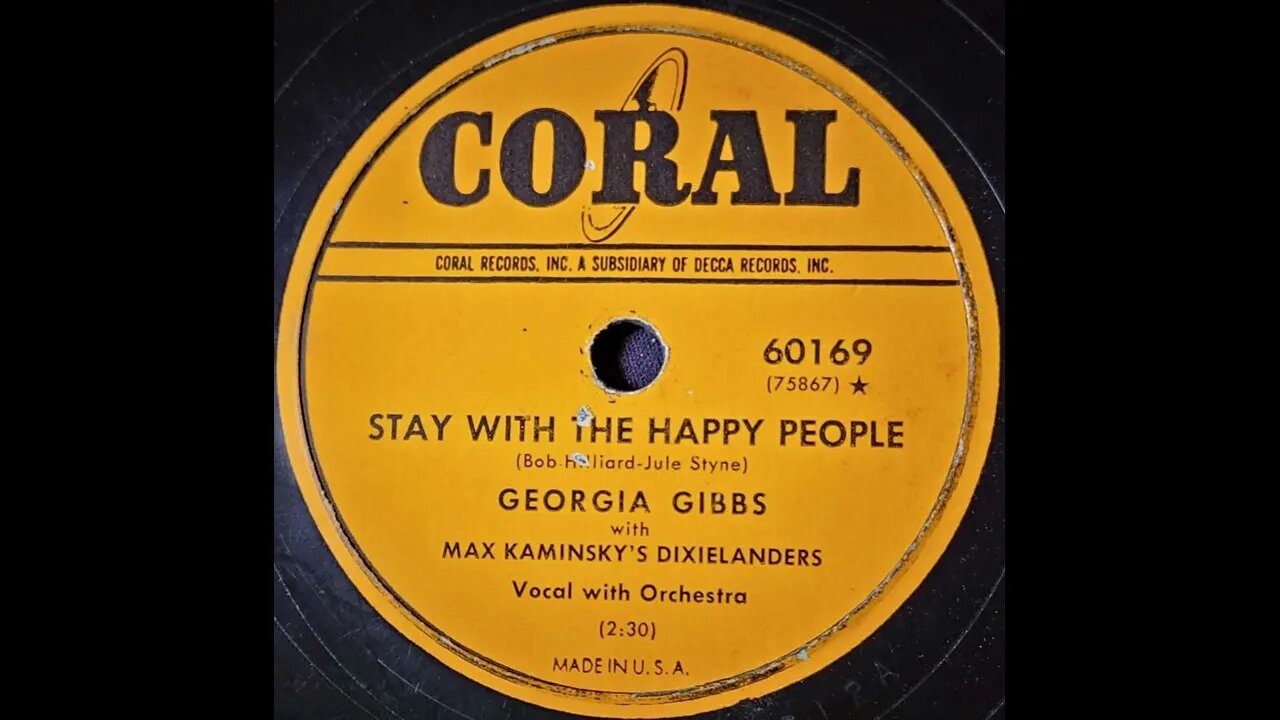 CORAL
CORAL RECORDS, INC. A SUBSIDIARY OF DECCA RECORDS, INC.
60169
(75867) ★
STAY WITH THE HAPPY PEOPLE
(Bob Hilliard-Jule Styne)
GEORGIA GIBBS
with
MAX KAMINSKY'S DIXIELANDERS
Vocal with Orchestra
(2:30)
MADE IN U.S.A.